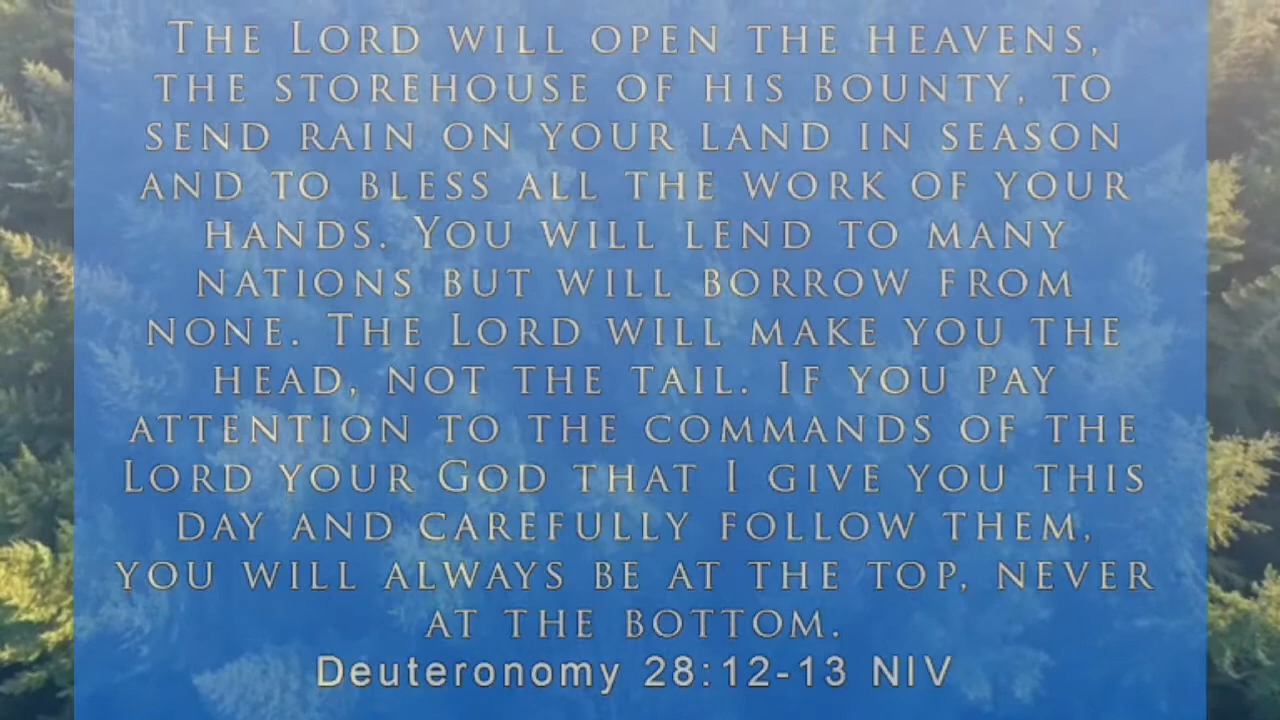 The Lord will open the heavens,
the storehouse of his bounty, to
send rain on your land in season
and to bless all the work of your
hands. You will lend to many
nations but will borrow from
none. The Lord will make you the
head, not the tail. If you pay
attention to the commands of the
Lord your God that I give you this
day and carefully follow them,
you will always be at the top, never
at the bottom.
Deuteronomy 28:12-13 NIV